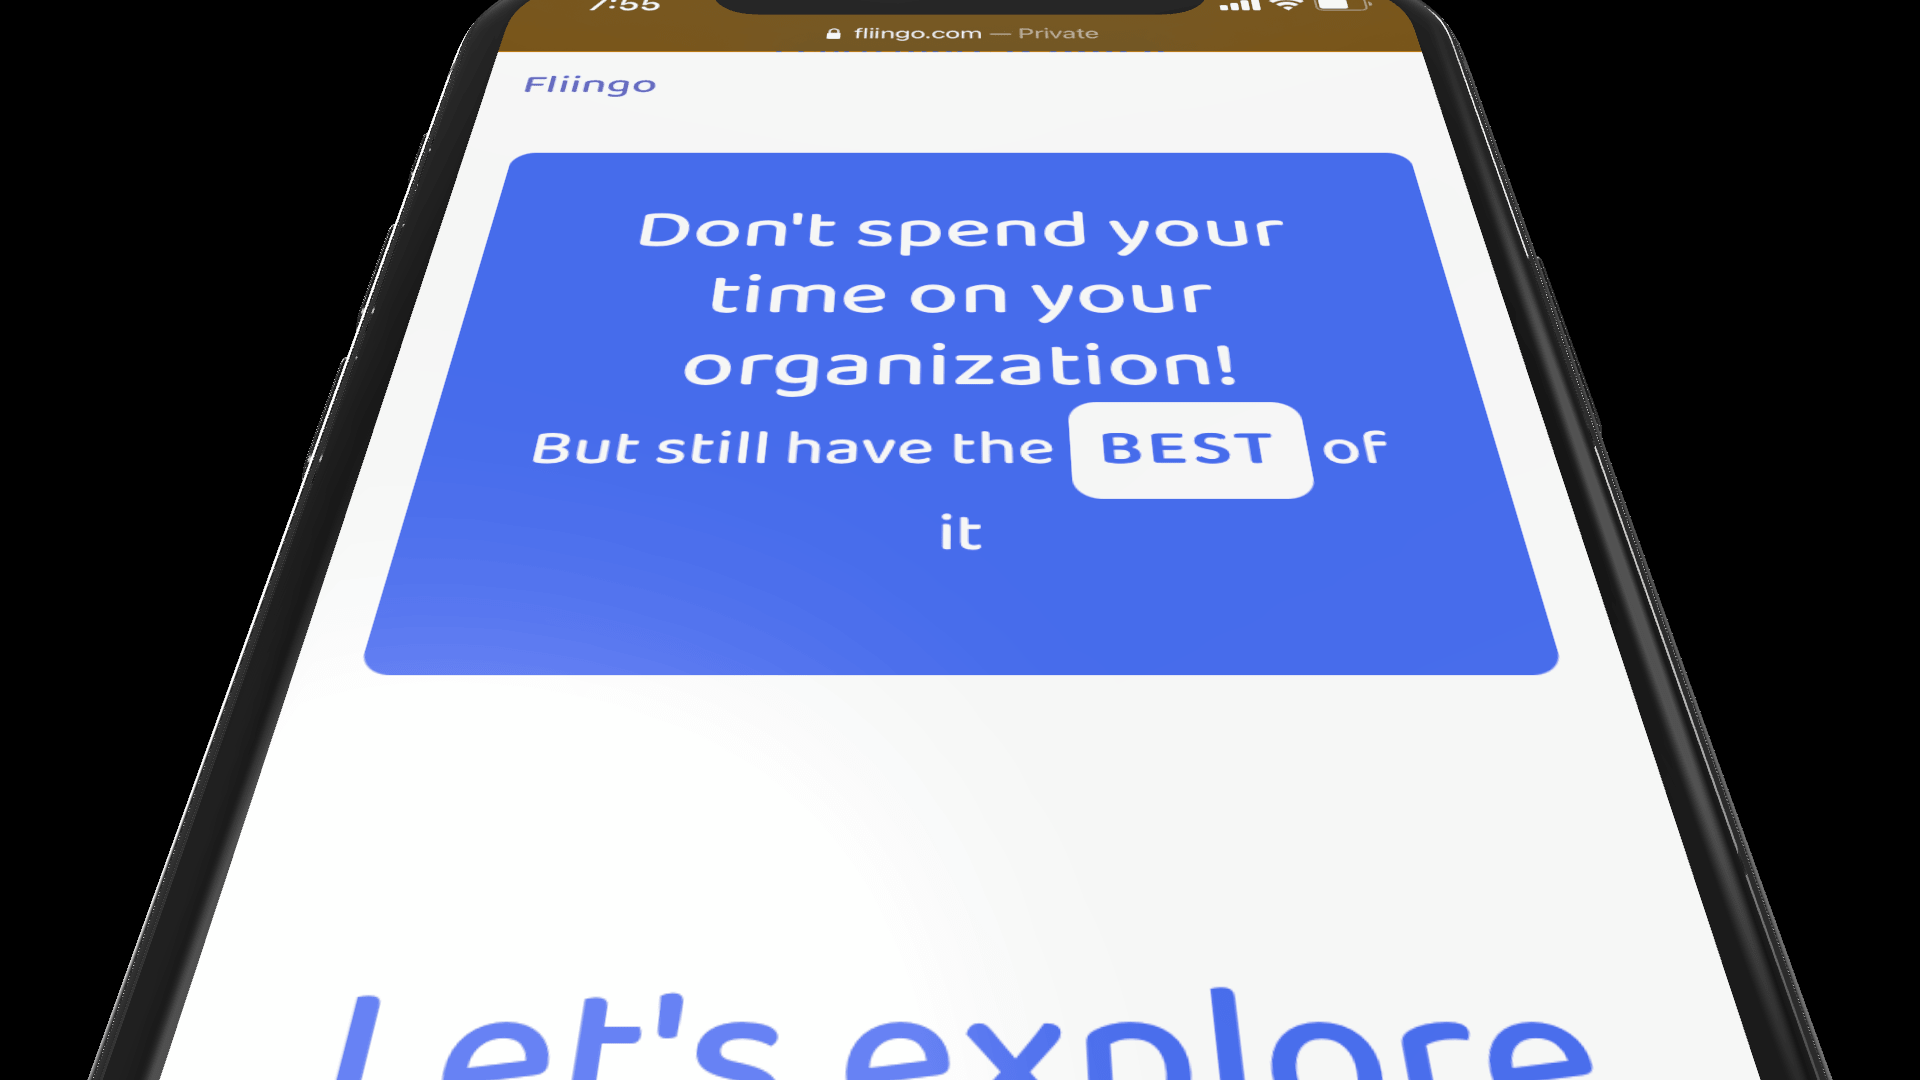 7:55
fliingo.com — Private
Fliingo
Don't spend your
time on your
organization!
But still have the BEST of
it
Let's explore